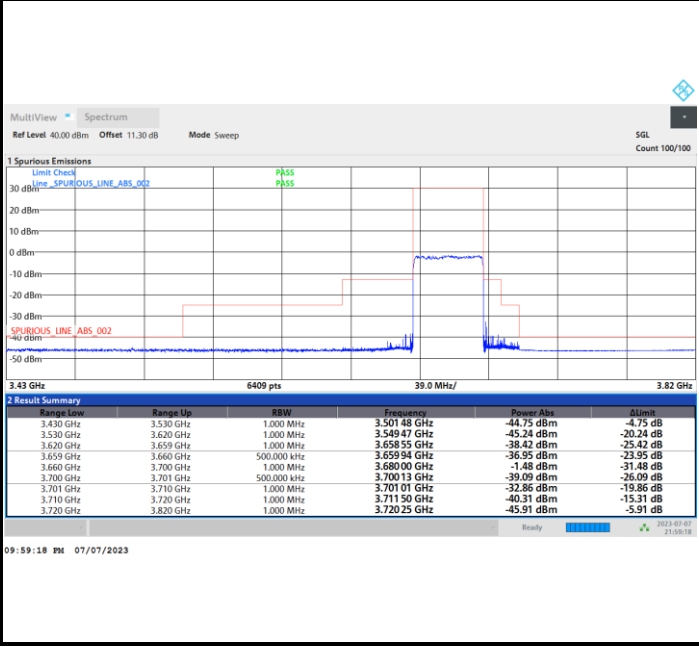 MultiView Spectrum
Ref Level 40.00 dBm Offset 11.30 dB Mode Sweep SGL
Count 100/100
1 Spurious Emissions
Limit Check PASS
Line _SPURIOUS_LINE_ABS_002 PASS
30 dBm
20 dBm
10 dBm
0 dBm
-10 dBm
-20 dBm
-30 dBm
_SPURIOUS_LINE_ABS_002
-40 dBm
-50 dBm
3.43 GHz 6409 pts 39.0 MHz/ 3.82 GHz
2 Result Summary
Range Low Range Up RBW Frequency Power Abs ΔLimit
3.430 GHz 3.530 GHz 1.000 MHz 3.501 48 GHz -44.75 dBm -4.75 dB
3.530 GHz 3.620 GHz 1.000 MHz 3.549 47 GHz -45.24 dBm -20.24 dB
3.620 GHz 3.659 GHz 1.000 MHz 3.658 55 GHz -38.42 dBm -25.42 dB
3.659 GHz 3.660 GHz 500.000 kHz 3.659 94 GHz -36.95 dBm -23.95 dB
3.660 GHz 3.700 GHz 1.000 MHz 3.680 00 GHz -1.48 dBm -31.48 dB
3.700 GHz 3.701 GHz 500.000 kHz 3.700 13 GHz -39.09 dBm -26.09 dB
3.701 GHz 3.710 GHz 1.000 MHz 3.701 01 GHz -32.86 dBm -19.86 dB
3.710 GHz 3.720 GHz 1.000 MHz 3.711 50 GHz -40.31 dBm -15.31 dB
3.720 GHz 3.820 GHz 1.000 MHz 3.720 25 GHz -45.91 dBm -5.91 dB
Ready 2023-07-07
21:59:18
09:59:18 PM 07/07/2023